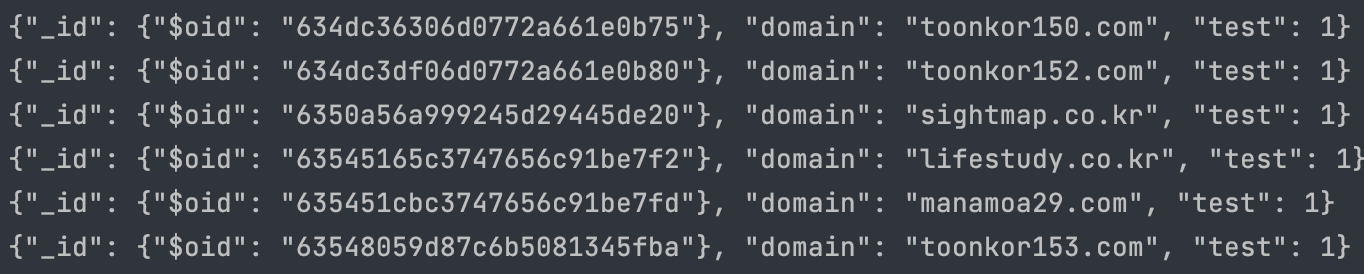 {"_id": {"$oid": "634dc36306d0772a661e0b75"}, "domain": "toonkor150.com", "test": 1}
{"_id": {"$oid": "634dc3df06d0772a661e0b80"}, "domain": "toonkor152.com", "test": 1}
{"_id": {"$oid": "6350a56a999245d29445de20"}, "domain": "sightmap.co.kr", "test": 1}
{"_id": {"$oid": "63545165c3747656c91be7f2"}, "domain": "lifestudy.co.kr", "test": 1}
{"_id": {"$oid": "635451cbc3747656c91be7fd"}, "domain": "manamoa29.com", "test": 1}
{"_id": {"$oid": "63548059d87c6b5081345fba"}, "domain": "toonkor153.com", "test": 1}